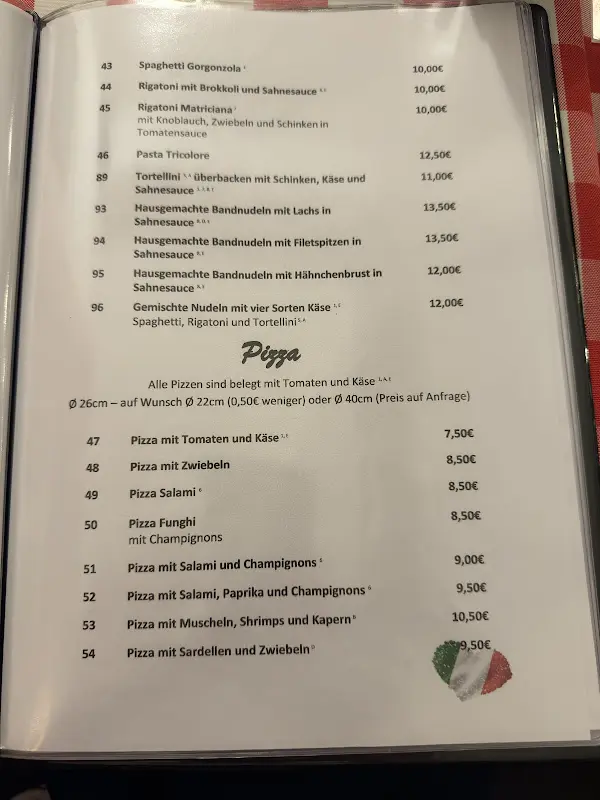 43 Spaghetti Gorgonzola 10,00€
44 Rigatoni mit Brokkoli und Sahnesauce 10,00€
45 Rigatoni Matriciana 10,00€
mit Knoblauch, Zwiebeln und Schinken in
Tomatensauce
46 Pasta Tricolore 12,50€
89 Tortellini überbacken mit Schinken, Käse und 11,00€
Sahnesauce
93 Hausgemachte Bandnudeln mit Lachs in 13,50€
Sahnesauce
94 Hausgemachte Bandnudeln mit Filetspitzen in 13,50€
Sahnesauce
95 Hausgemachte Bandnudeln mit Hähnchenbrust in 12,00€
Sahnesauce
96 Gemischte Nudeln mit vier Sorten Käse 12,00€
Spaghetti, Rigatoni und Tortellini
Pizza
Alle Pizzen sind belegt mit Tomaten und Käse
Ø 26cm – auf Wunsch Ø 22cm (0,50€ weniger) oder Ø 40cm (Preis auf Anfrage)
47 Pizza mit Tomaten und Käse 7,50€
48 Pizza mit Zwiebeln 8,50€
49 Pizza Salami 8,50€
50 Pizza Funghi 8,50€
mit Champignons
51 Pizza mit Salami und Champignons 9,00€
52 Pizza mit Salami, Paprika und Champignons 9,50€
53 Pizza mit Muscheln, Shrimps und Kapern 10,50€
54 Pizza mit Sardellen und Zwiebeln 9,50€